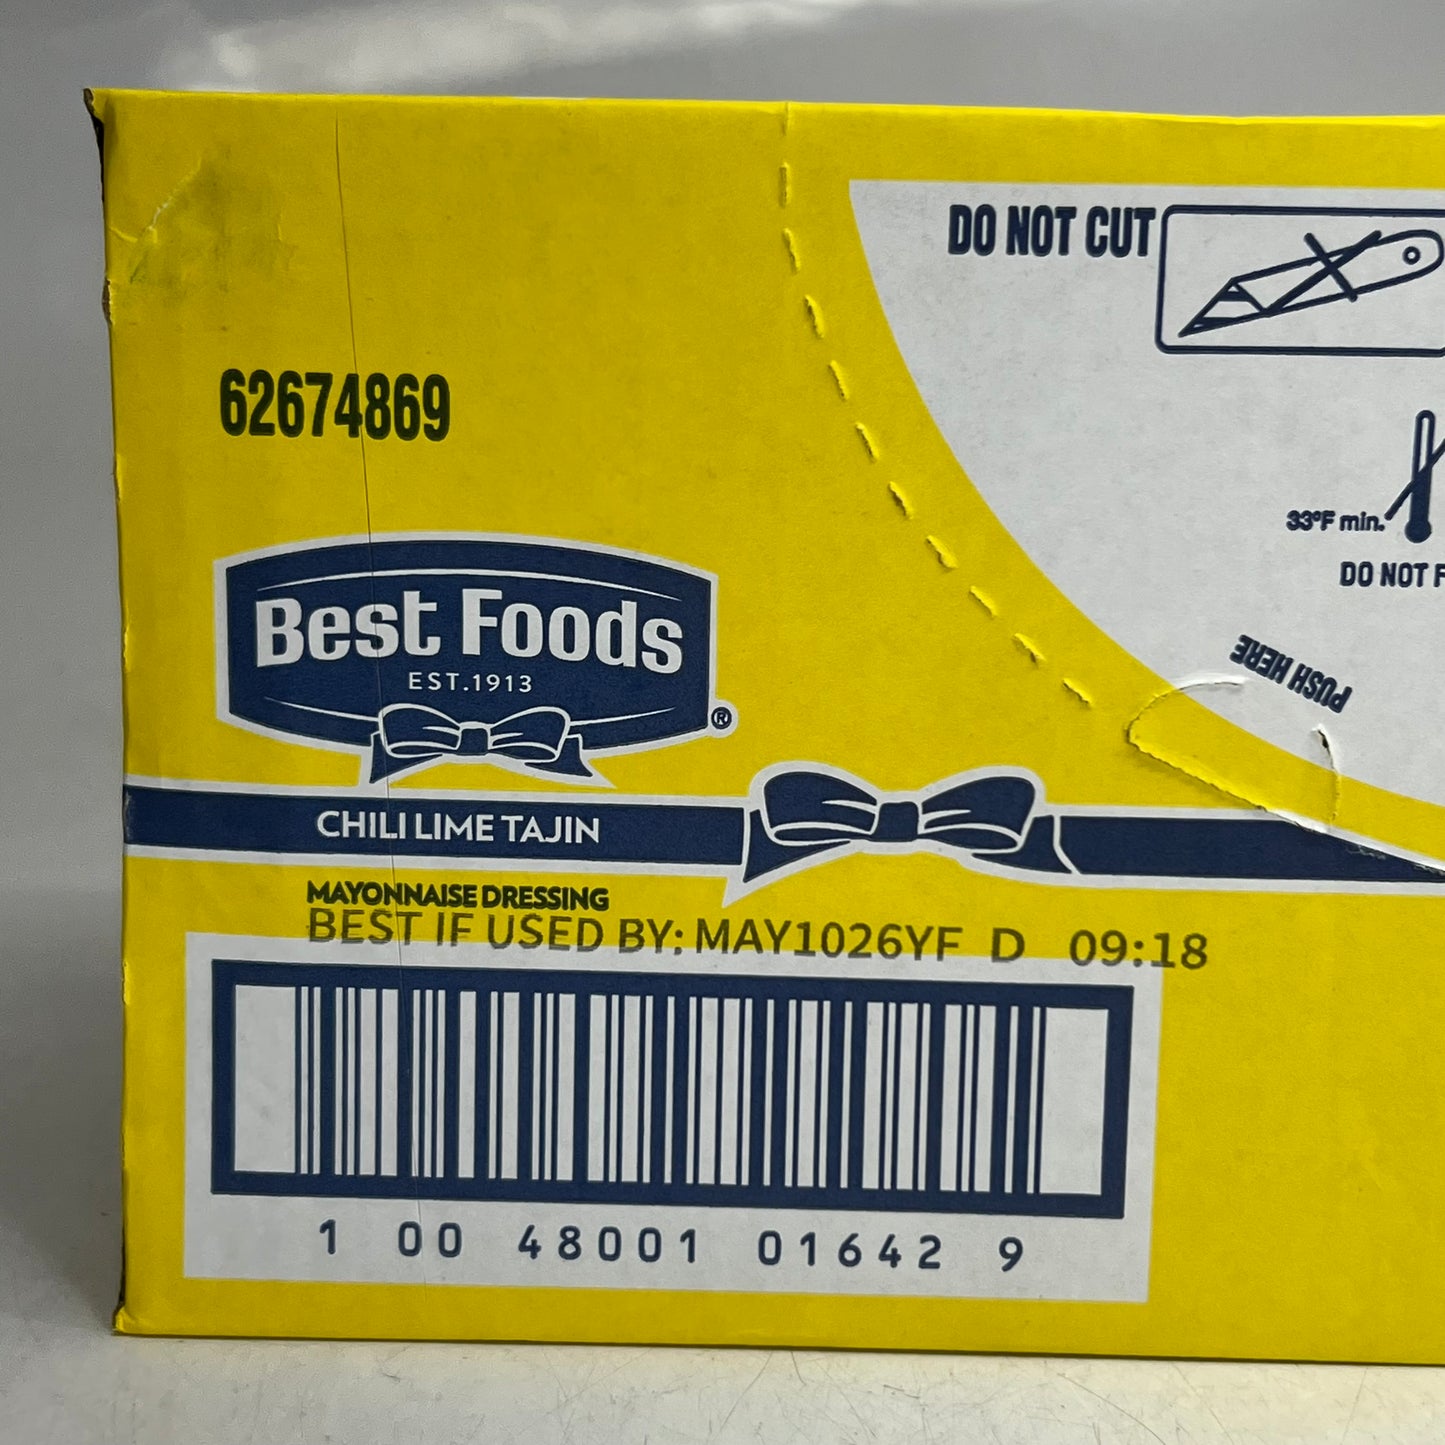 DO NOT CUT
62674869
33°F min.
DO NOT
PUSH HERE
Best Foods
EST.1913
®
CHILI LIME TAJIN
MAYONNAISE DRESSING
BEST IF USED BY: MAY1026YF D 09:18
1 00 48001 01642 9